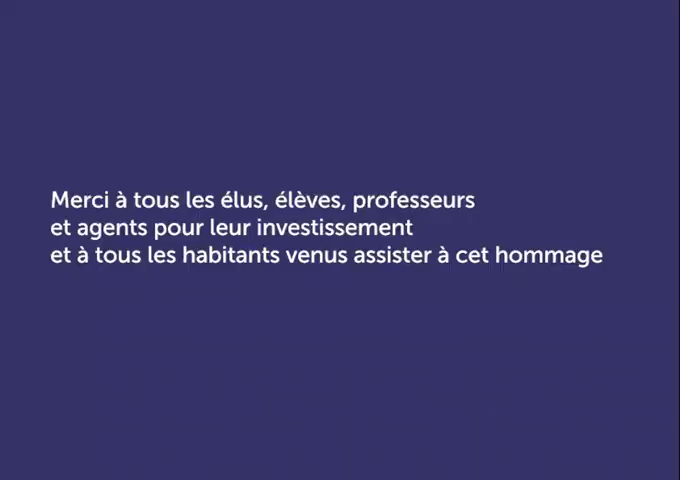 Merci à tous les élus, élèves, professeurs
et agents pour leur investissement
et à tous les habitants venus assister à cet hommage